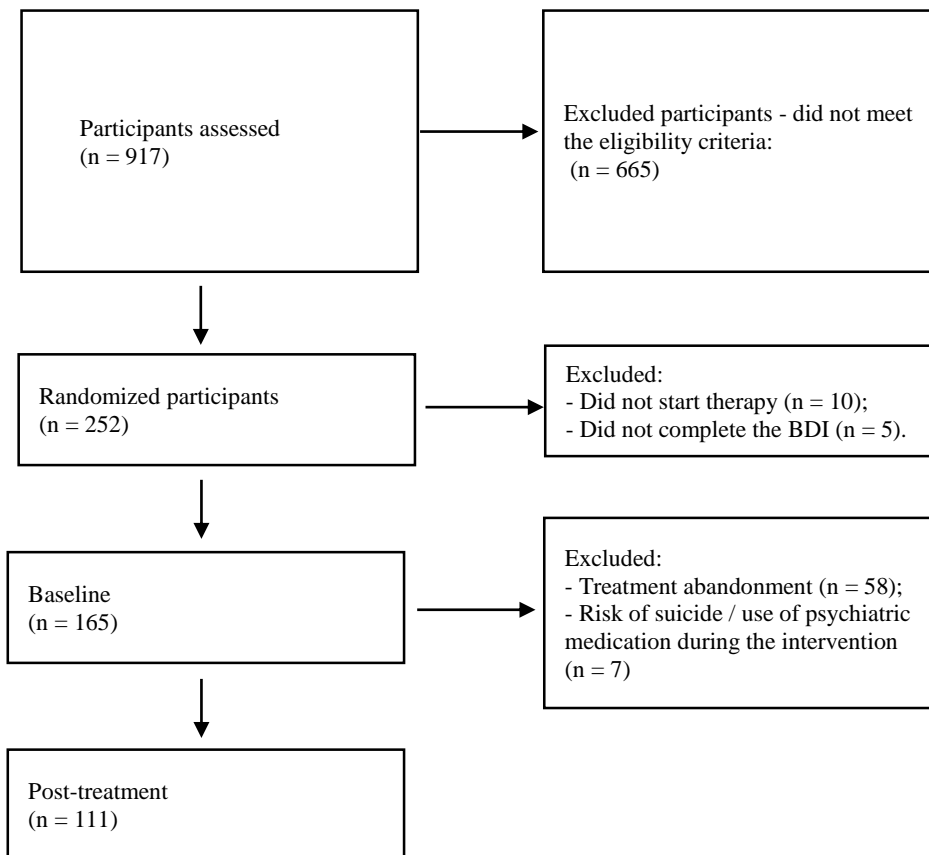 Participants assessed
(n = 917)
Excluded participants - did not meet
the eligibility criteria:
(n = 665)
Randomized participants
(n = 252)
Excluded:
- Did not start therapy (n = 10);
- Did not complete the BDI (n = 5).
Baseline
(n = 165)
Excluded:
- Treatment abandonment (n = 58);
- Risk of suicide / use of psychiatric
medication during the intervention
(n = 7)
Post-treatment
(n = 111)